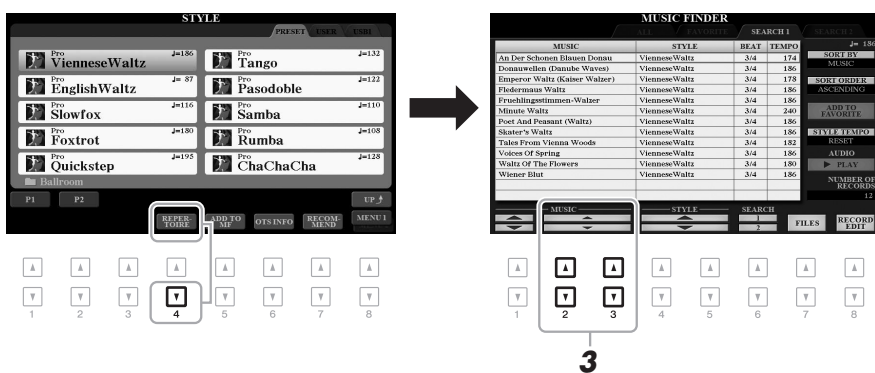 STYLE
PRESET USER USB1
Pro ♩=186
VienneseWaltz
Pro ♩=132
Tango
Pro ♩= 87
EnglishWaltz
Pro ♩=122
Pasodoble
Pro ♩=116
Slowfox
Pro ♩=110
Samba
Pro ♩=180
Foxtrot
Pro ♩=108
Rumba
Pro ♩=195
Quickstep
Pro ♩=128
ChaChaCha
Ballroom
P1 P2 UP
REPER-
TOIRE
ADD TO
MF
OTS INFO
RECOM-
MEND
MENU 1
1 2 3 4 5 6 7 8
MUSIC FINDER
ALL FAVORITE SEARCH 1 SEARCH 2
MUSIC STYLE BEAT TEMPO
An Der Schonen Blauen Donau VienneseWaltz 3/4 174
Donauwellen (Danube Waves) VienneseWaltz 3/4 186
Emperor Waltz (Kaiser Walzer) VienneseWaltz 3/4 178
Fledermaus Waltz VienneseWaltz 3/4 186
Fruehlingsstimmen-Walzer VienneseWaltz 3/4 186
Minute Waltz VienneseWaltz 3/4 240
Poet And Peasant (Waltz) VienneseWaltz 3/4 186
Skater's Waltz VienneseWaltz 3/4 186
Tales From Vienna Woods VienneseWaltz 3/4 182
Voices Of Spring VienneseWaltz 3/4 186
Waltz Of The Flowers VienneseWaltz 3/4 180
Wiener Blut VienneseWaltz 3/4 186
♩= 186
SORT BY
MUSIC
SORT ORDER
ASCENDING
ADD TO
FAVORITE
STYLE TEMPO
RESET
AUDIO
PLAY
NUMBER OF
RECORDS
12
MUSIC STYLE SEARCH
1
2
FILES
RECORD
EDIT
1 2 3 4 5 6 7 8
3